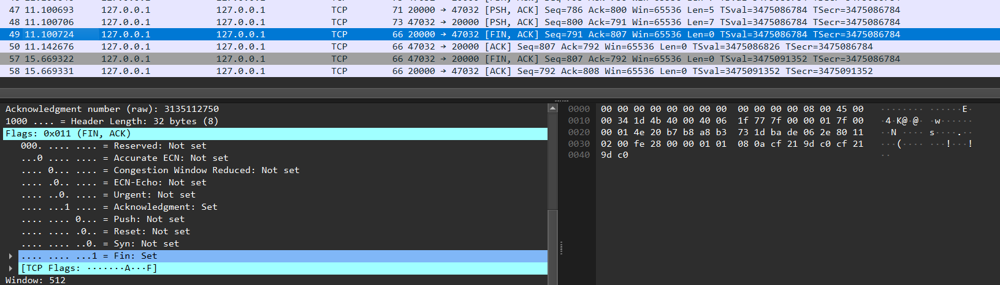 47 11.100693 127.0.0.1 127.0.0.1 TCP 71 20000 → 47032 [PSH, ACK] Seq=786 Ack=800 Win=65536 Len=5 TSval=3475086784 TSecr=3475086784
48 11.100706 127.0.0.1 127.0.0.1 TCP 73 47032 → 20000 [PSH, ACK] Seq=800 Ack=791 Win=65536 Len=7 TSval=3475086784 TSecr=3475086784
49 11.100724 127.0.0.1 127.0.0.1 TCP 66 20000 → 47032 [FIN, ACK] Seq=791 Ack=807 Win=65536 Len=0 TSval=3475086784 TSecr=3475086784
50 11.142676 127.0.0.1 127.0.0.1 TCP 66 47032 → 20000 [ACK] Seq=807 Ack=792 Win=65536 Len=0 TSval=3475086826 TSecr=3475086784
57 15.669322 127.0.0.1 127.0.0.1 TCP 66 47032 → 20000 [FIN, ACK] Seq=807 Ack=792 Win=65536 Len=0 TSval=3475091352 TSecr=3475086784
58 15.669331 127.0.0.1 127.0.0.1 TCP 66 20000 → 47032 [ACK] Seq=792 Ack=808 Win=65536 Len=0 TSval=3475091352 TSecr=3475091352
Acknowledgment number (raw): 3135112750
1000 .... = Header Length: 32 bytes (8)
Flags: 0x011 (FIN, ACK)
000. .... .... = Reserved: Not set
...0 .... .... = Accurate ECN: Not set
.... 0... .... = Congestion Window Reduced: Not set
.... .0.. .... = ECN-Echo: Not set
.... ..0. .... = Urgent: Not set
.... ...1 .... = Acknowledgment: Set
.... .... 0... = Push: Not set
.... .... .0.. = Reset: Not set
.... .... ..0. = Syn: Not set
.... .... ...1 = Fin: Set
[TCP Flags: ·······A···F]
Window: 512
0000 00 00 00 00 00 00 00 00 00 00 00 00 08 00 45 00 ········ ······E·
0010 00 34 1d 4b 40 00 40 06 1f 77 7f 00 00 01 7f 00 ·4·K@·@· ·w······
0020 00 01 4e 20 b7 b8 a8 b3 73 1d ba de 06 2e 80 11 ··N ···· s····.··
0030 02 00 fe 28 00 00 01 01 08 0a cf 21 9d c0 cf 21 ···(···· ···!···!
0040 9d c0 ··